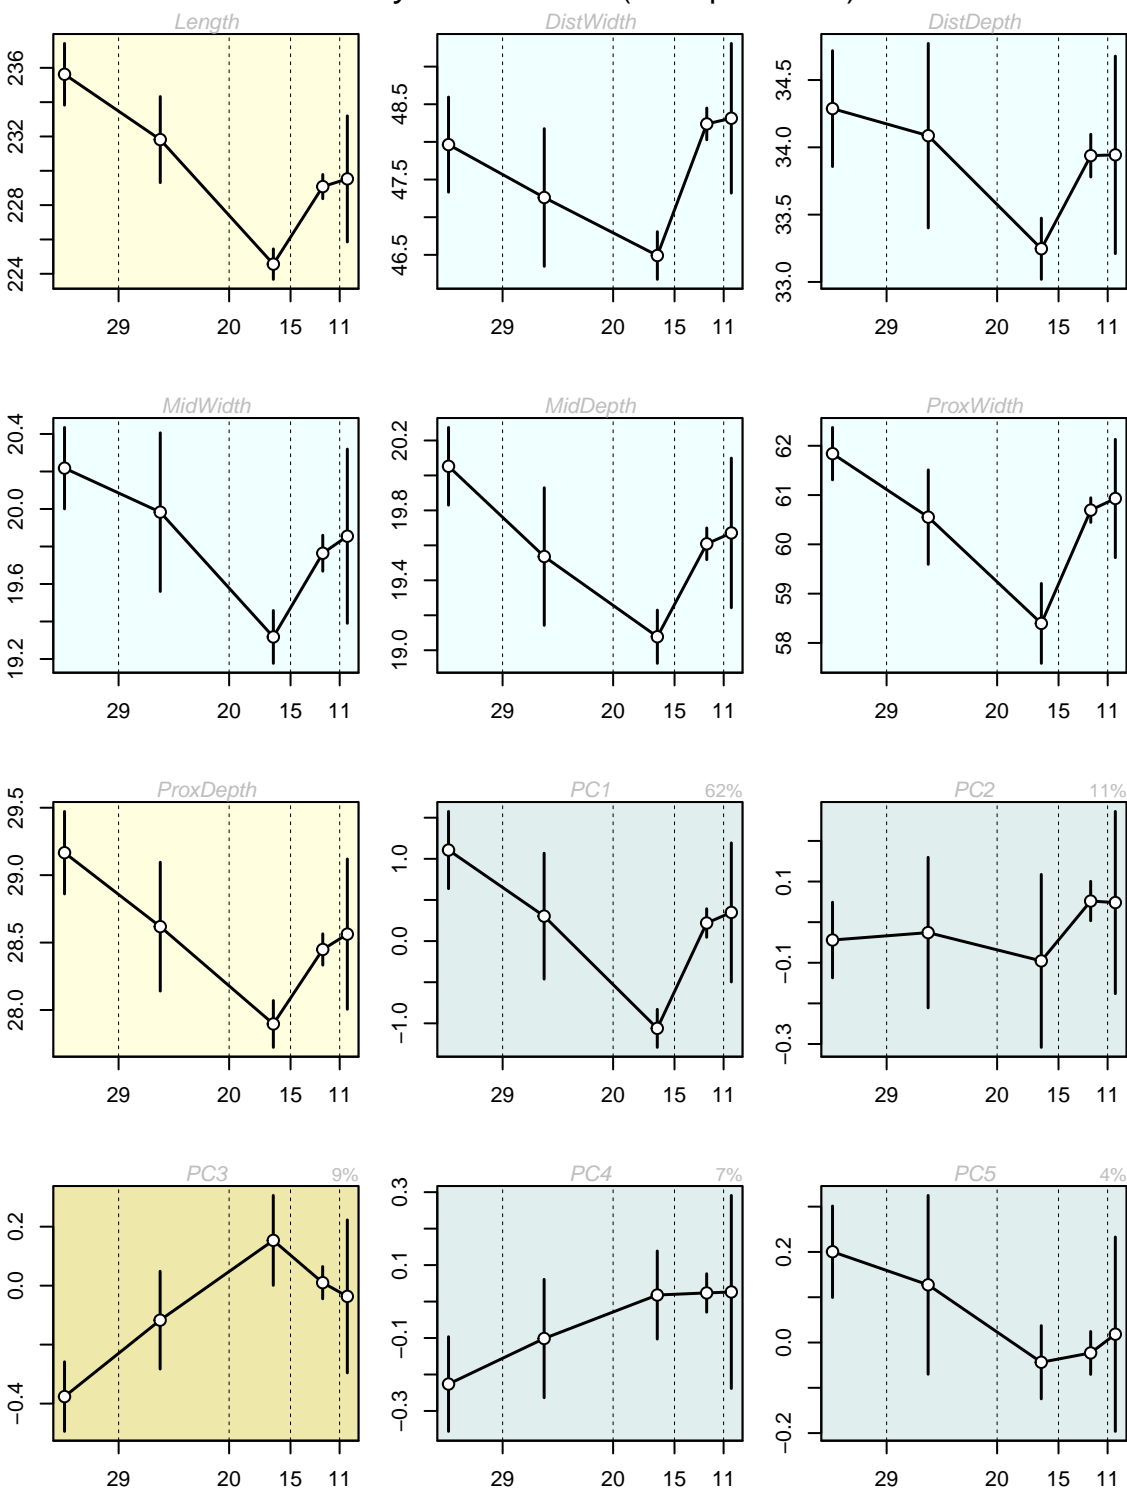 Length DistWidth DistDepth
236 232 228 224
29 20 15 11
48.5 47.5 46.5
29 20 15 11
34.5 34.0 33.5 33.0
29 20 15 11
MidWidth MidDepth ProxWidth
20.4 20.0 19.6 19.2
29 20 15 11
20.2 19.8 19.4 19.0
29 20 15 11
62 61 60 59 58
29 20 15 11
ProxDepth PC1 62% PC2 11%
29.5 29.0 28.5 28.0
29 20 15 11
1.0 0.0 −1.0
29 20 15 11
0.1 −0.1 −0.3
29 20 15 11
PC3 9% PC4 7% PC5 4%
0.2 0.0 −0.4
29 20 15 11
0.3 0.1 −0.1 −0.3
29 20 15 11
0.2 0.0 −0.2
29 20 15 11